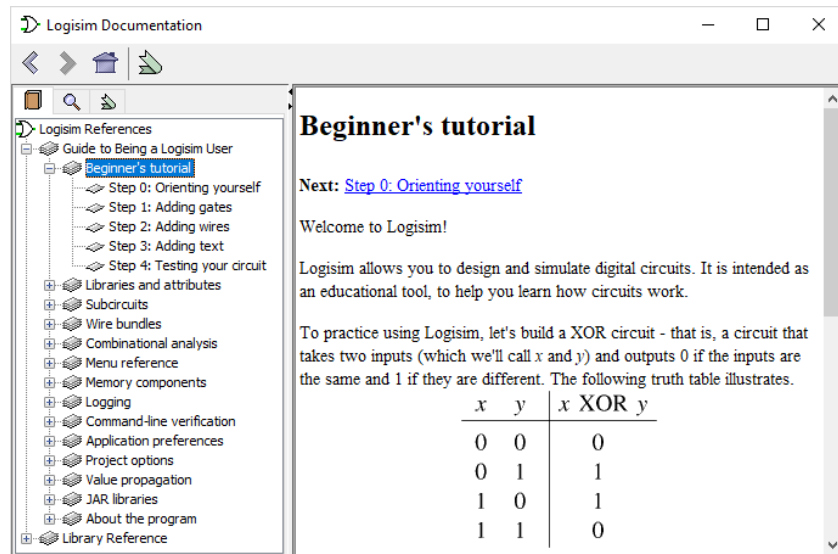 Logisim Documentation
Logisim References
Guide to Being a Logisim User
Beginner's tutorial
Step 0: Orienting yourself
Step 1: Adding gates
Step 2: Adding wires
Step 3: Adding text
Step 4: Testing your circuit
Libraries and attributes
Subcircuits
Wire bundles
Combinational analysis
Menu reference
Memory components
Logging
Command-line verification
Application preferences
Project options
Value propagation
JAR libraries
About the program
Library Reference
Beginner's tutorial
Next: Step 0: Orienting yourself
Welcome to Logisim!
Logisim allows you to design and simulate digital circuits. It is intended as
an educational tool, to help you learn how circuits work.
To practice using Logisim, let's build a XOR circuit - that is, a circuit that
takes two inputs (which we'll call x and y) and outputs 0 if the inputs are
the same and 1 if they are different. The following truth table illustrates.
x y x XOR y
0 0 0
0 1 1
1 0 1
1 1 0